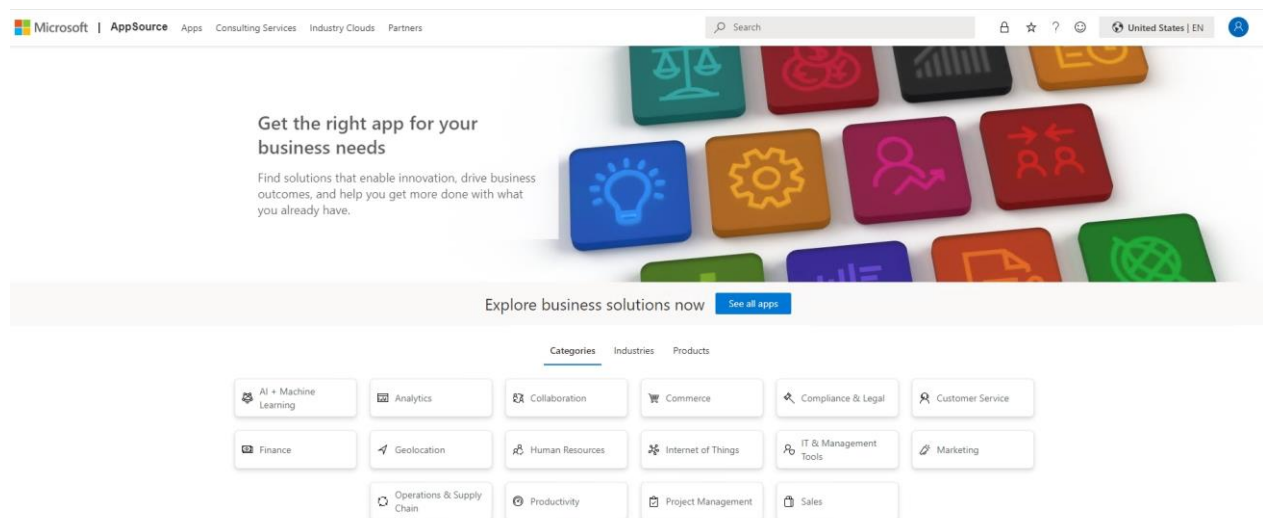 Microsoft | AppSource Apps Consulting Services Industry Clouds Partners Search ? United States | EN
Get the right app for your
business needs
Find solutions that enable innovation, drive business
outcomes, and help you get more done with what
you already have.
Explore business solutions now See all apps
Categories Industries Products
AI + Machine
Learning
Analytics
Collaboration
Commerce
Compliance & Legal
Customer Service
Finance
Geolocation
Human Resources
Internet of Things
IT & Management
Tools
Marketing
Operations & Supply
Chain
Productivity
Project Management
Sales